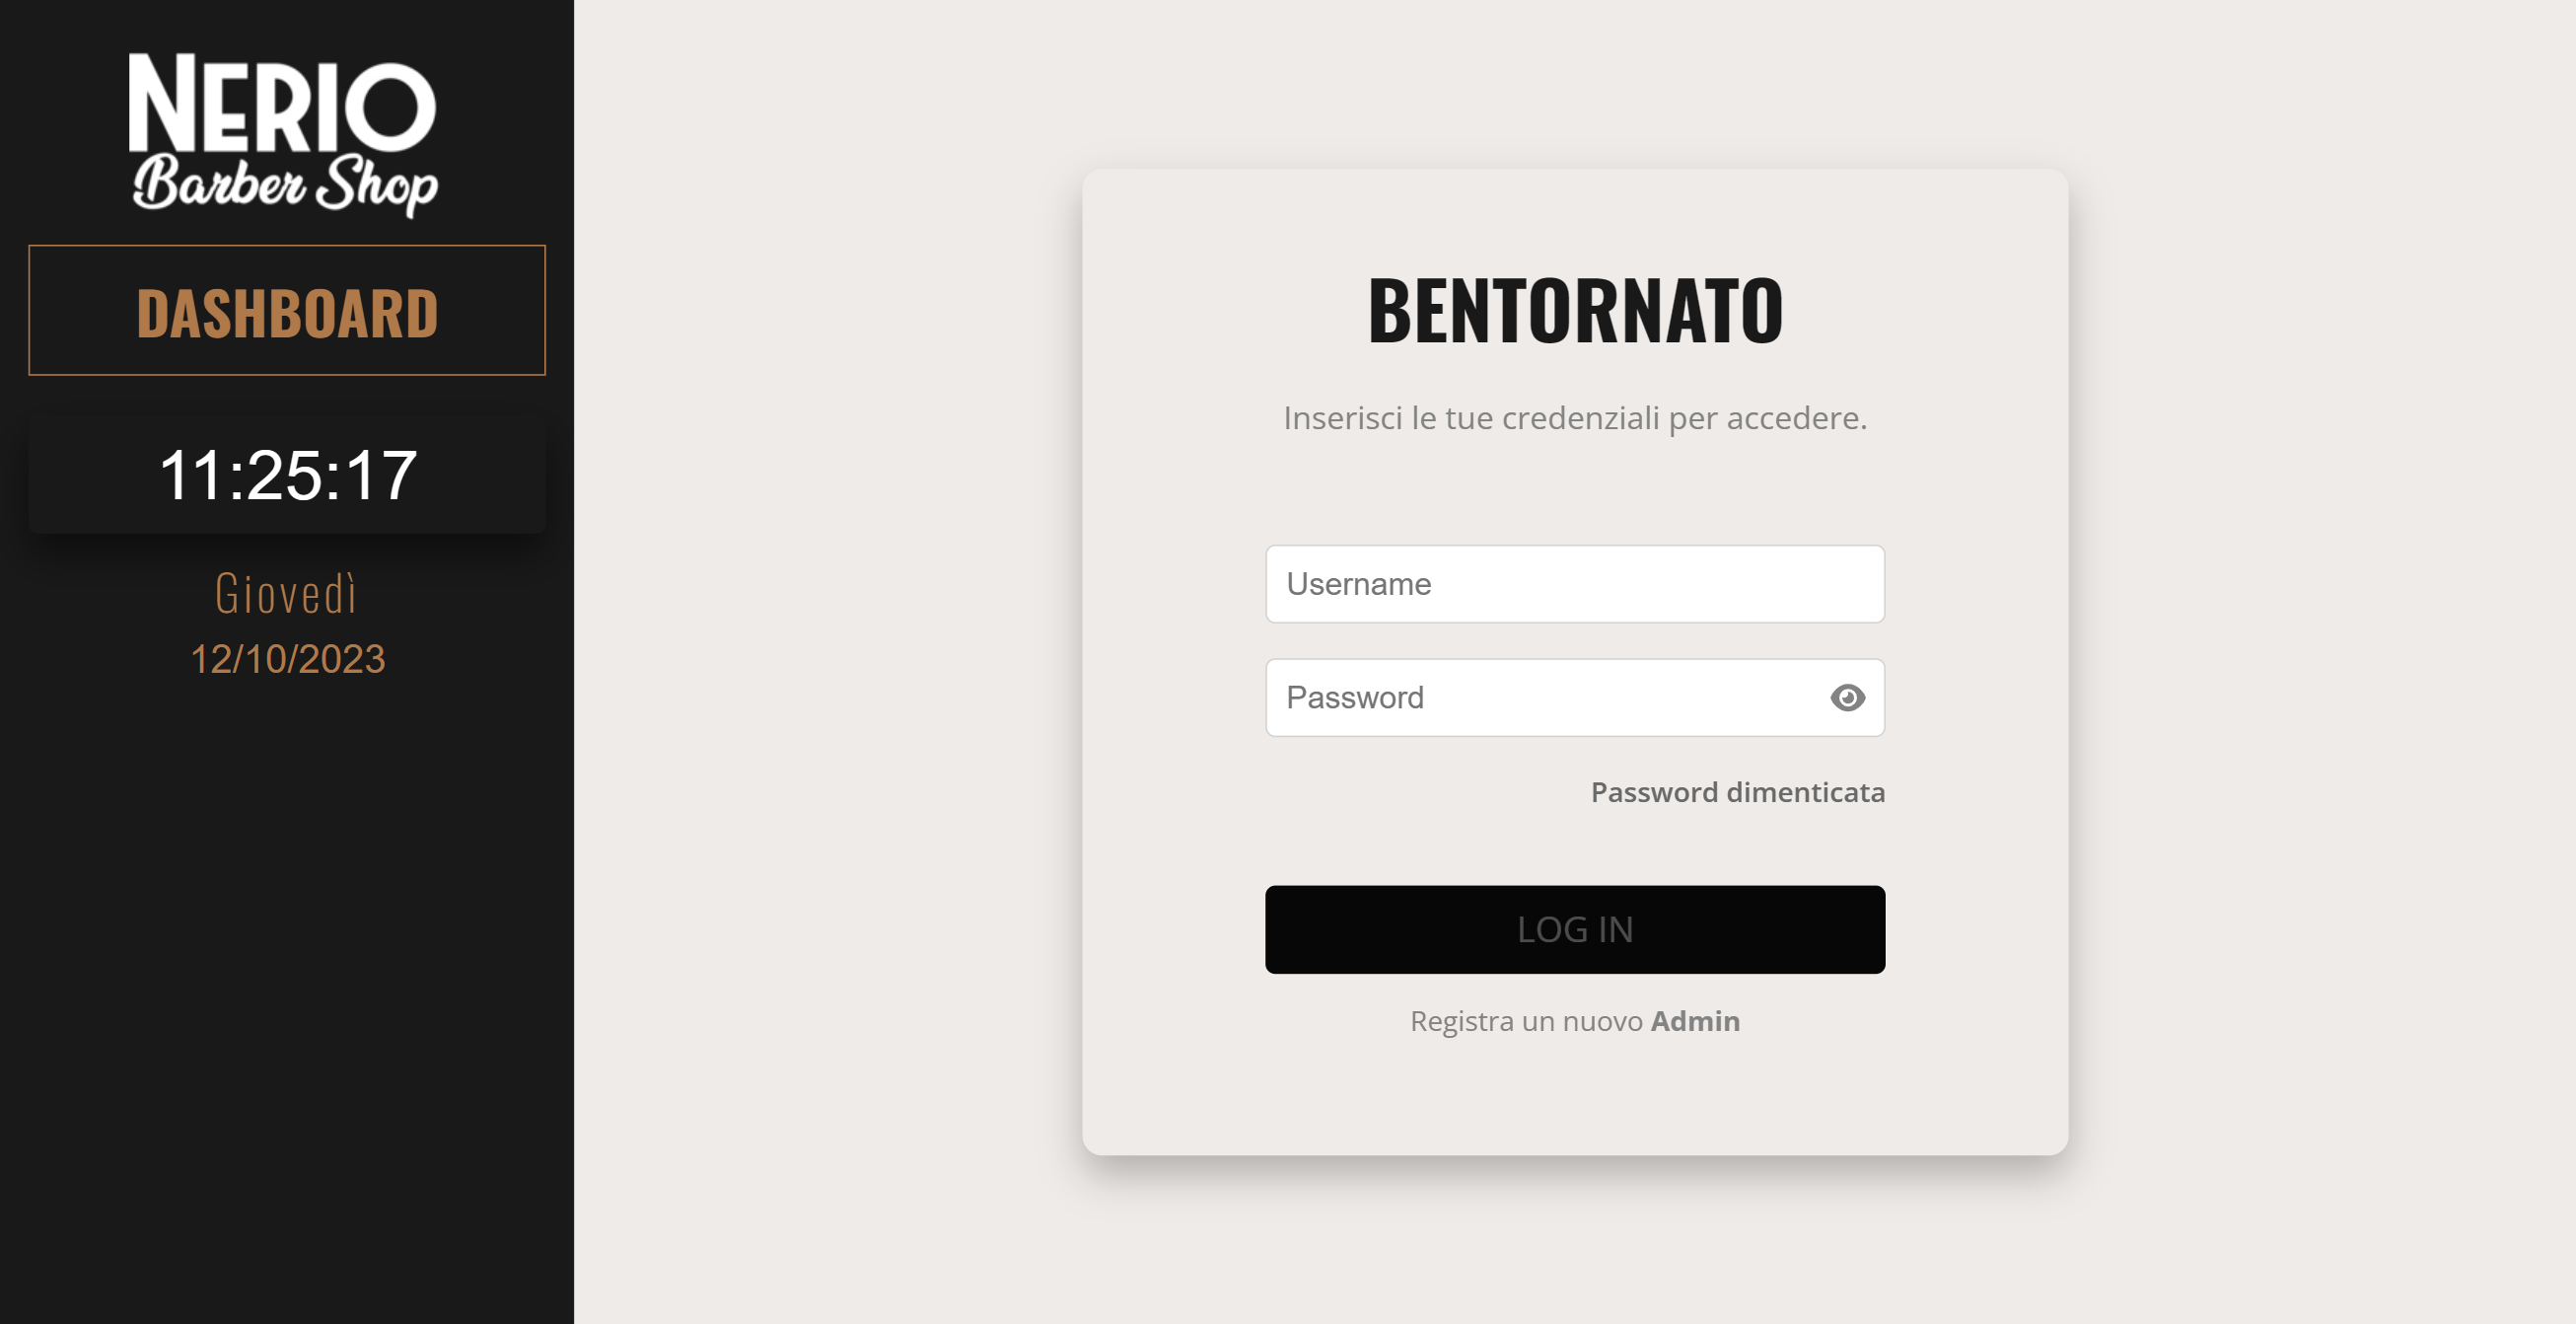 NERIO
Barber Shop
DASHBOARD
11:25:17
Giovedì
12/10/2023
BENTORNATO
Inserisci le tue credenziali per accedere.
Username
Password
Password dimenticata
LOG IN
Registra un nuovo Admin